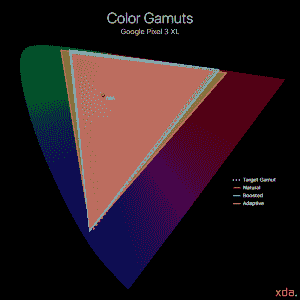 Color Gamuts
Google Pixel 3 XL
Target Gamut
Natural
Boosted
Adaptive
xda.